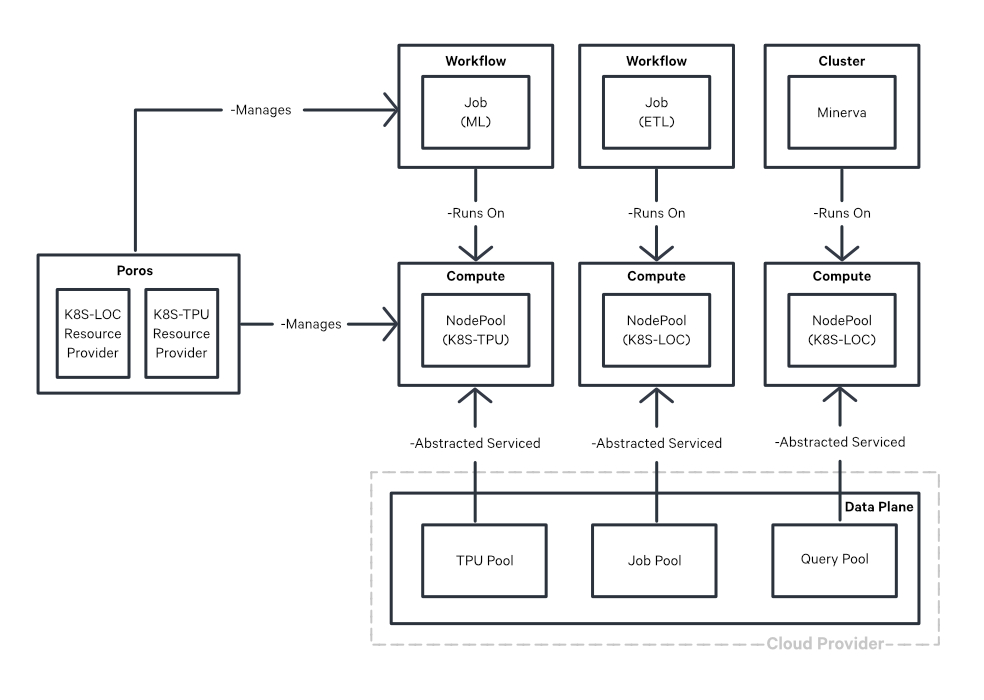 Workflow
Job
(ML)
Workflow
Job
(ETL)
Cluster
Minerva
-Manages
-Runs On
-Runs On
-Runs On
Poros
K8S-LOC
Resource
Provider
K8S-TPU
Resource
Provider
-Manages
Compute
NodePool
(K8S-TPU)
Compute
NodePool
(K8S-LOC)
Compute
NodePool
(K8S-LOC)
-Abstracted Serviced
-Abstracted Serviced
-Abstracted Serviced
Data Plane
TPU Pool
Job Pool
Query Pool
Cloud Provider